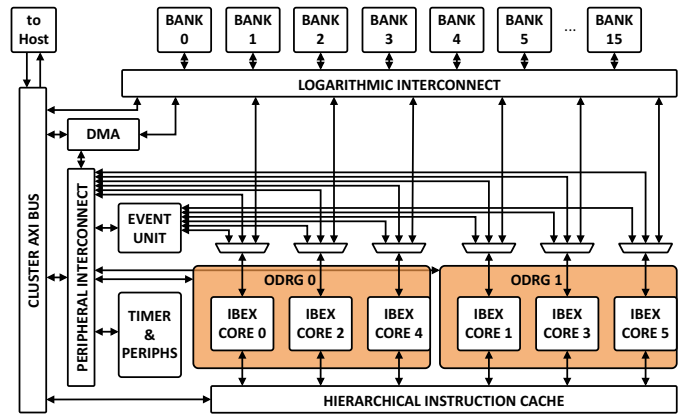 to
Host
BANK
0
BANK
1
BANK
2
BANK
3
BANK
4
BANK
5
...
BANK
15
LOGARITHMIC INTERCONNECT
DMA
CLUSTER AXI BUS
PERIPHERAL INTERCONNECT
EVENT
UNIT
TIMER
&
PERIPHS
ODRG 0
ODRG 1
IBEX
CORE 0
IBEX
CORE 2
IBEX
CORE 4
IBEX
CORE 1
IBEX
CORE 3
IBEX
CORE 5
HIERARCHICAL INSTRUCTION CACHE